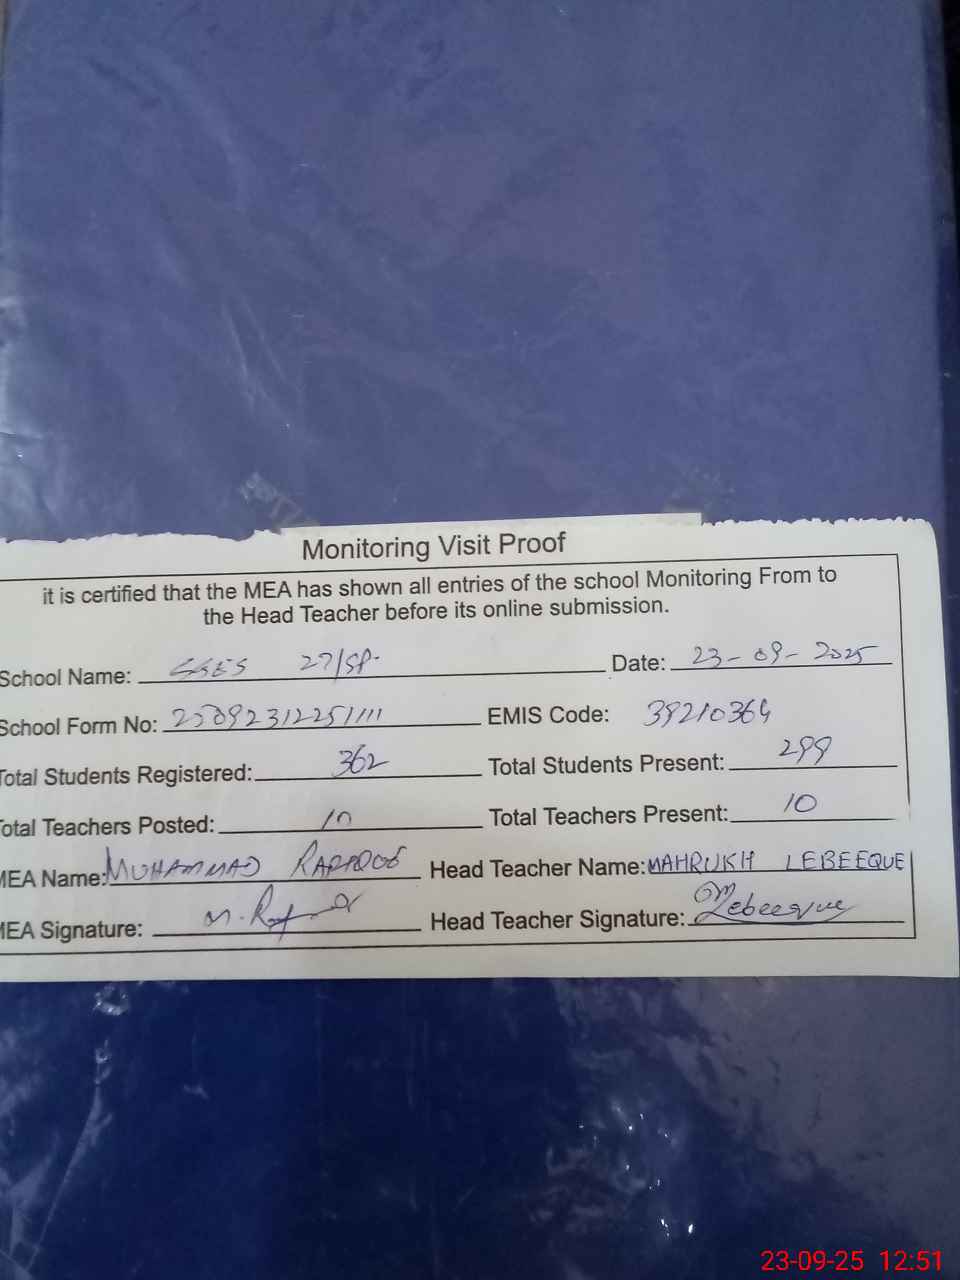 Monitoring Visit Proof
it is certified that the MEA has shown all entries of the school Monitoring From to
the Head Teacher before its online submission.
School Name: GGES 27/SP. Date: 23-09-2025
School Form No: 25092312251111 EMIS Code: 39210364
Total Students Registered: 362 Total Students Present: 299
Total Teachers Posted: 10 Total Teachers Present: 10
MEA Name: MUHAMMAD Head Teacher Name: MAHRUKH LEBEEQUE
MEA Signature: Head Teacher Signature: Lebeeque
23-09-25 12:51